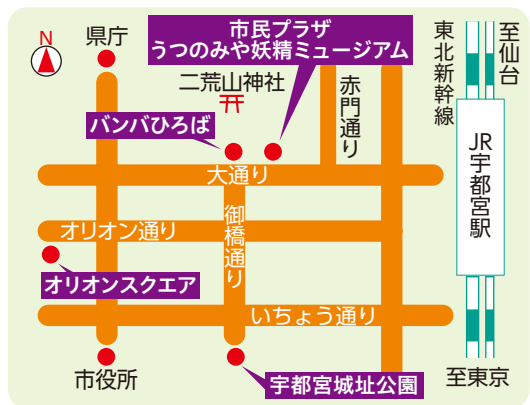 N
県庁
市民プラザ
うつのみや妖精ミュージアム
至仙台
東北新幹線
二荒山神社
赤門通り
バンバひろば
JR宇都宮駅
大通り
御橋通り
オリオン通り
オリオンスクエア
いちょう通り
市役所
宇都宮城址公園
至東京